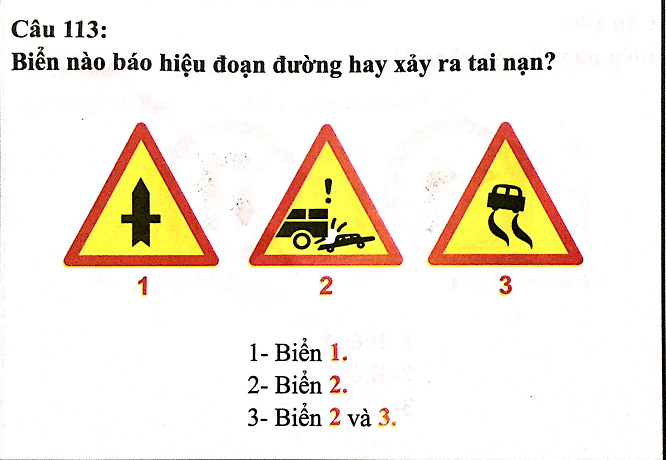 Câu 113:
Biển nào báo hiệu đoạn đường hay xảy ra tai nạn?
!
1 2 3
1- Biển 1.
2- Biển 2.
3- Biển 2 và 3.